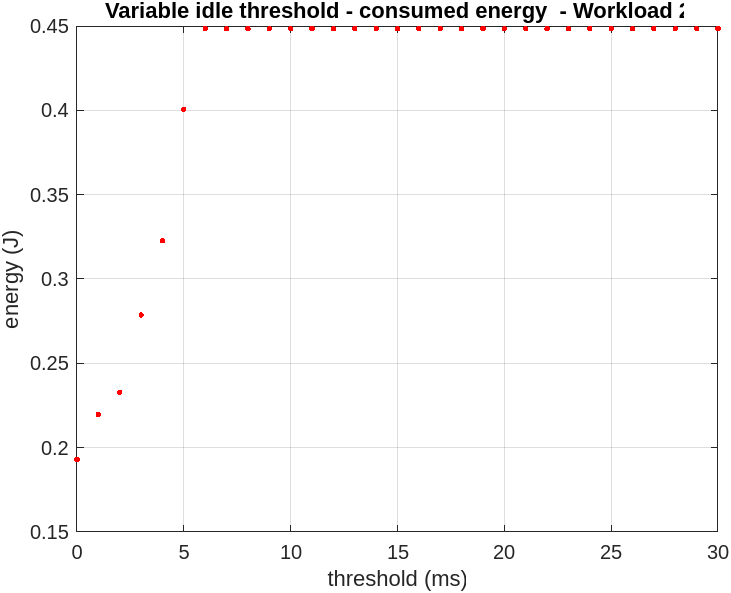 Variable idle threshold - consumed energy - Workload
0.45
0.4
0.35
0.3
0.25
0.2
0.15
energy (J)
0 5 10 15 20 25 30
threshold (ms)